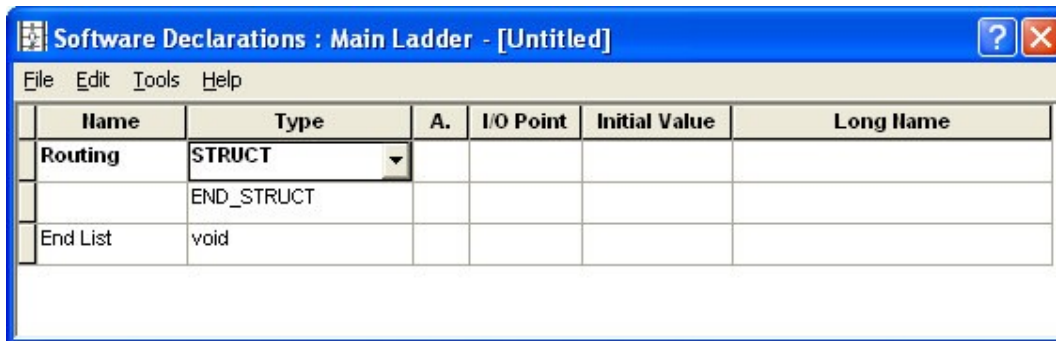 Software Declarations : Main Ladder - [Untitled]
File Edit Tools Help
Name Type A. I/O Point Initial Value Long Name
Routing STRUCT
END_STRUCT
End List void